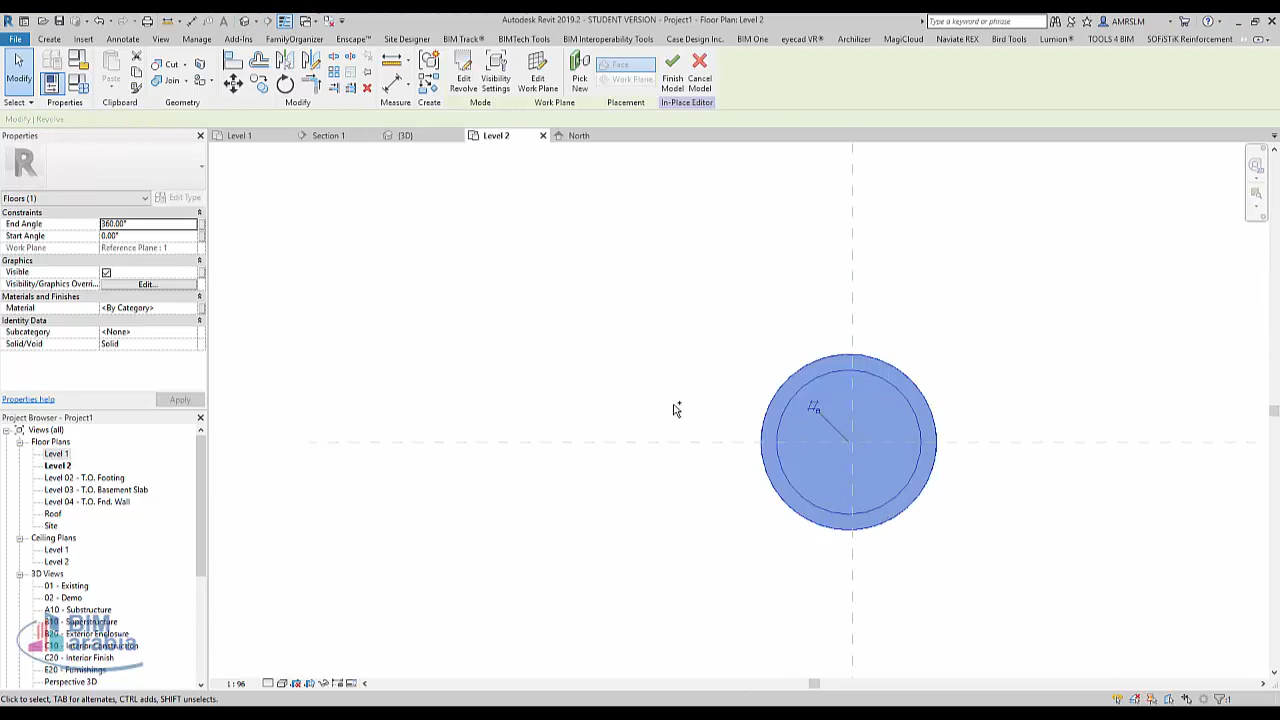 Autodesk Revit 2019.2 - STUDENT VERSION - Project1 - Floor Plan: Level 2
Type a keyword or phrase
AMRSLM
File Create Insert Annotate View Manage Add-Ins FamilyOrganizer Enscape™ Site Designer BIM Track® BIMTech Tools BIM Interoperability Tools Case Design Inc. BIM One eyecad VR® Archilizer MagiCloud Naviate REX Bird Tools Lumion® TOOLS 4 BIM SOFiSTiK Reinforcement
Modify Paste Cut Join Edit Revolve Visibility Settings Edit Work Plane Pick New Face Work Plane Finish Model Cancel Model
Select Properties Clipboard Geometry Modify Measure Create Mode Work Plane Placement In-Place Editor
Modify | Revolve
Properties
Level 1 Section 1 {3D} Level 2 North
Floors (1) Edit Type
Constraints
End Angle 360.00°
Start Angle 0.00°
Work Plane Reference Plane : 1
Graphics
Visible
Visibility/Graphics Overri... Edit...
Materials and Finishes
Material <By Category>
Identity Data
Subcategory <None>
Solid/Void Solid
Properties help Apply
Project Browser - Project1
Views (all)
Floor Plans
Level 1
Level 2
Level 02 - T.O. Footing
Level 03 - T.O. Basement Slab
Level 04 - T.O. Fnd. Wall
Roof
Site
Ceiling Plans
Level 1
Level 2
3D Views
01 - Existing
02 - Demo
A10 - Substructure
B10 - Superstructure
B20 - Exterior Enclosure
C10 - Interior Construction
C20 - Interior Finish
E20 - Furnishings
Perspective 3D
BIM
arabia
1 : 96
Click to select, TAB for alternates, CTRL adds, SHIFT unselects.
:1